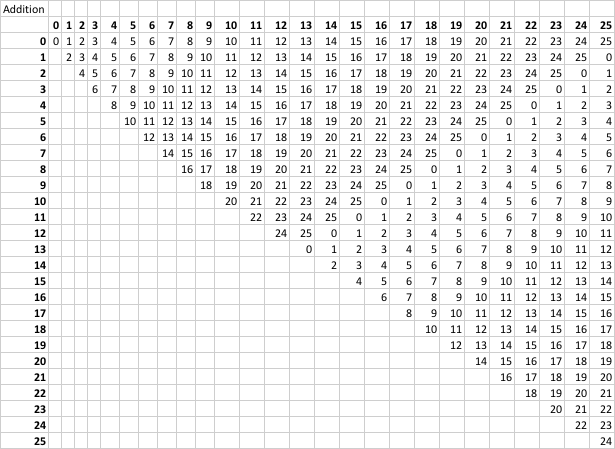 Addition
0 1 2 3 4 5 6 7 8 9 10 11 12 13 14 15 16 17 18 19 20 21 22 23 24 25
0 0 1 2 3 4 5 6 7 8 9 10 11 12 13 14 15 16 17 18 19 20 21 22 23 24 25
1 2 3 4 5 6 7 8 9 10 11 12 13 14 15 16 17 18 19 20 21 22 23 24 25 0
2 4 5 6 7 8 9 10 11 12 13 14 15 16 17 18 19 20 21 22 23 24 25 0 1
3 6 7 8 9 10 11 12 13 14 15 16 17 18 19 20 21 22 23 24 25 0 1 2
4 8 9 10 11 12 13 14 15 16 17 18 19 20 21 22 23 24 25 0 1 2 3
5 10 11 12 13 14 15 16 17 18 19 20 21 22 23 24 25 0 1 2 3 4
6 12 13 14 15 16 17 18 19 20 21 22 23 24 25 0 1 2 3 4 5
7 14 15 16 17 18 19 20 21 22 23 24 25 0 1 2 3 4 5 6
8 16 17 18 19 20 21 22 23 24 25 0 1 2 3 4 5 6 7
9 18 19 20 21 22 23 24 25 0 1 2 3 4 5 6 7 8
10 20 21 22 23 24 25 0 1 2 3 4 5 6 7 8 9
11 22 23 24 25 0 1 2 3 4 5 6 7 8 9 10
12 24 25 0 1 2 3 4 5 6 7 8 9 10 11
13 0 1 2 3 4 5 6 7 8 9 10 11 12
14 2 3 4 5 6 7 8 9 10 11 12 13
15 4 5 6 7 8 9 10 11 12 13 14
16 6 7 8 9 10 11 12 13 14 15
17 8 9 10 11 12 13 14 15 16
18 10 11 12 13 14 15 16 17
19 12 13 14 15 16 17 18
20 14 15 16 17 18 19
21 16 17 18 19 20
22 18 19 20 21
23 20 21 22
24 22 23
25 24